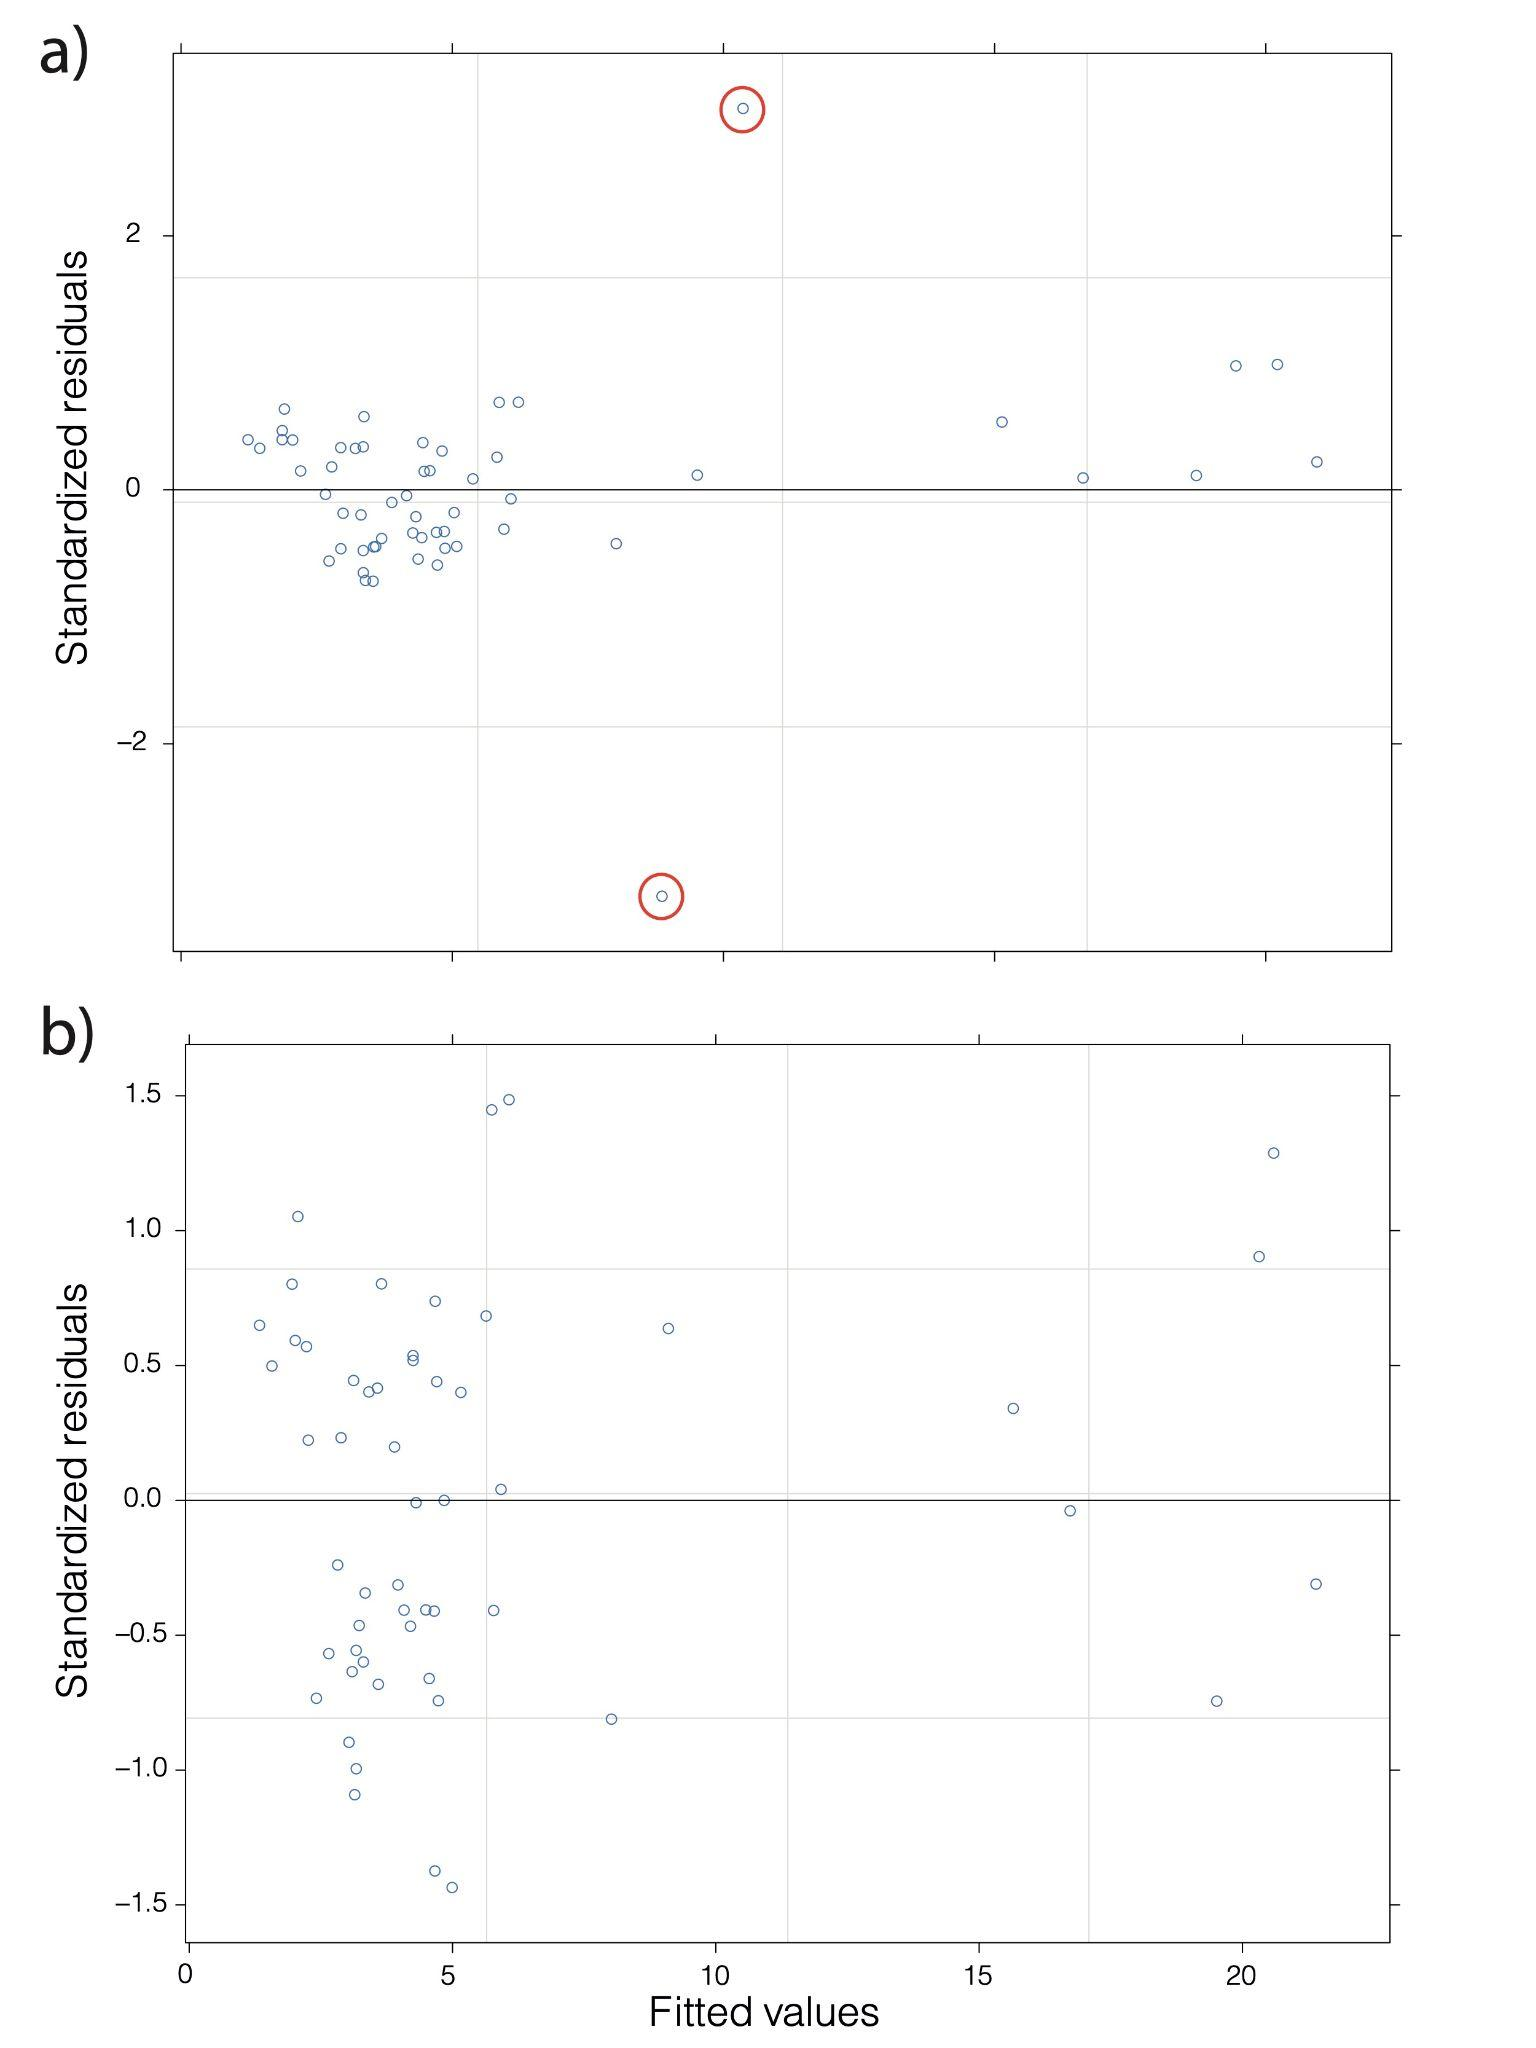 a)
2
0
−2
Standardized residuals
b)
1.5
1.0
0.5
0.0
−0.5
−1.0
−1.5
Standardized residuals
0 5 10 15 20
Fitted values